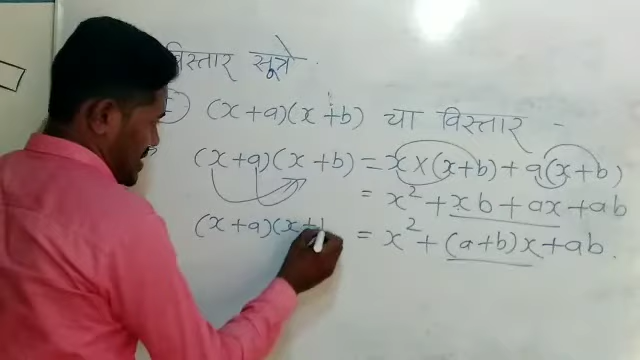 विस्तार सूत्रे
(x+a)(x+b) चा विस्तार -
(x+a)(x+b) = x×(x+b)+a(x+b)
= x²+xb+ax+ab
(x+a)(x+ = x²+(a+b)x+ab.